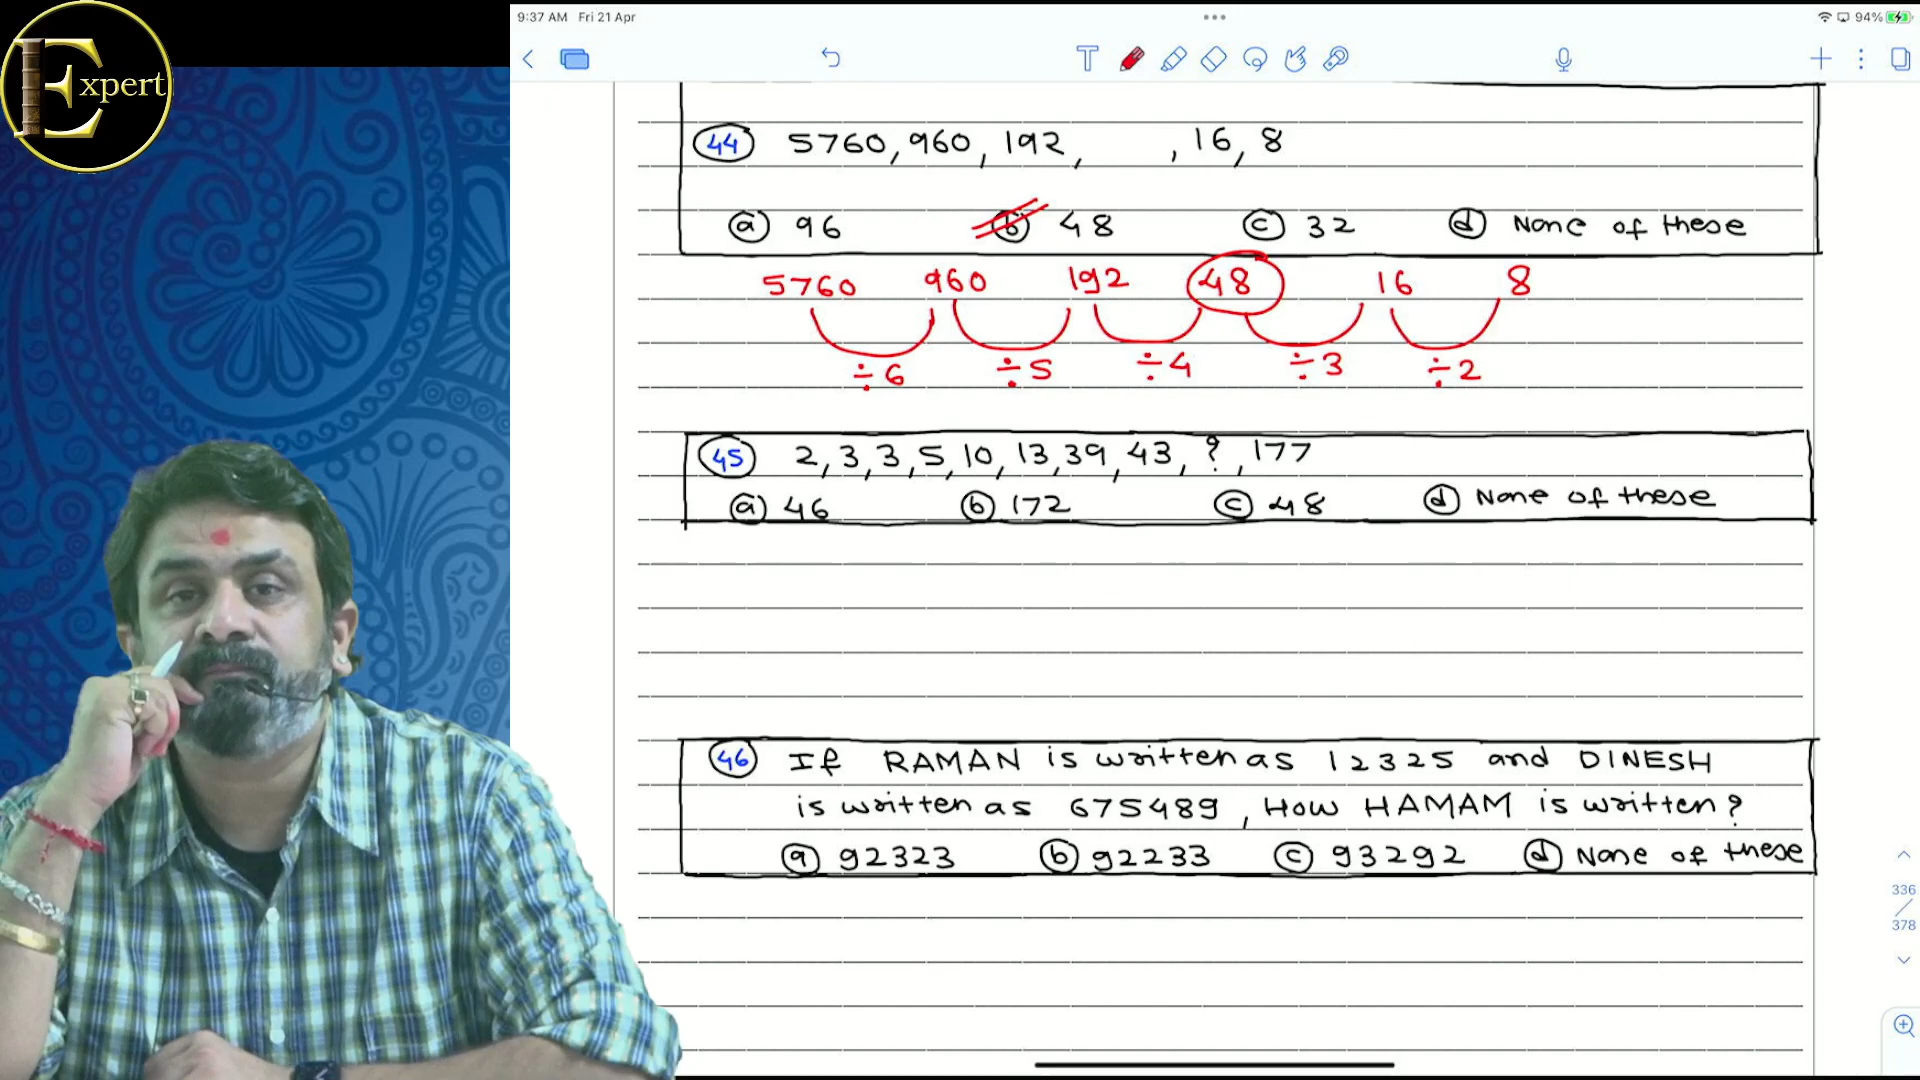 Expert
9:37 AM Fri 21 Apr
94%
44 5760, 960, 192, , 16, 8
a 96 b 48 c 32 d None of these
5760 960 192 48 16 8
÷6 ÷5 ÷4 ÷3 ÷2
45 2, 3, 3, 5, 10, 13, 39, 43, ?, 177
a 46 b 172 c 48 d None of these
46 If RAMAN is written as 12325 and DINESH
is written as 675489, How HAMAM is written?
a 92323 b 92233 c 93292 d None of these
336
378